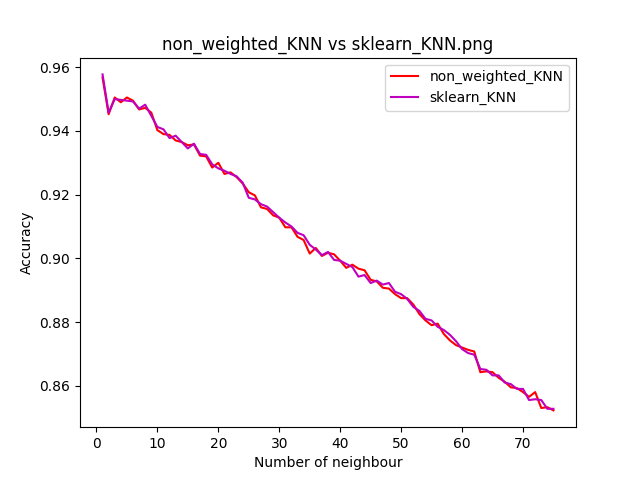 non_weighted_KNN vs sklearn_KNN.png
non_weighted_KNN
sklearn_KNN
0.96
0.94
0.92
0.90
0.88
0.86
Accuracy
0 10 20 30 40 50 60 70
Number of neighbour